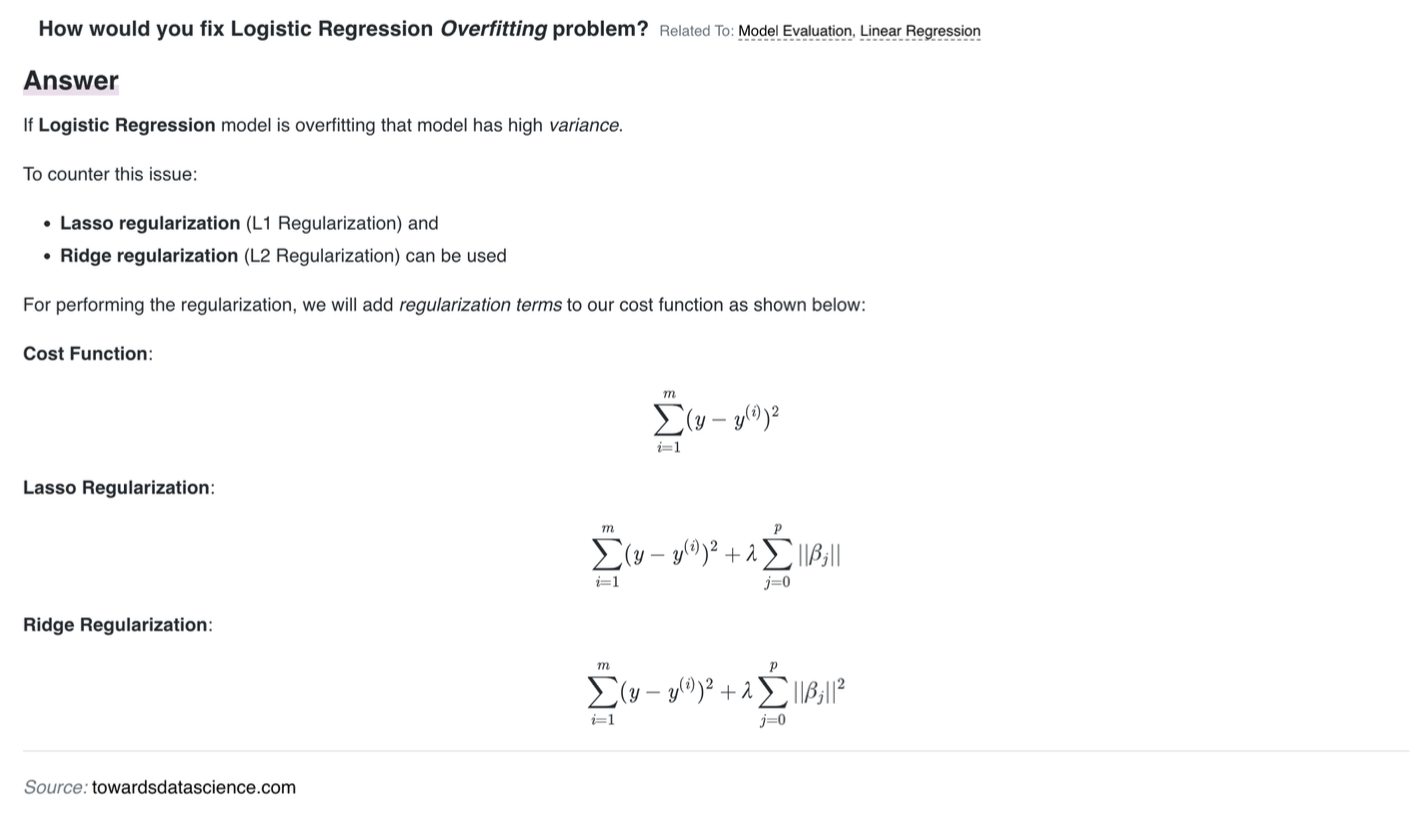 How would you fix Logistic Regression Overfitting problem? Related To: Model Evaluation, Linear Regression
Answer
If Logistic Regression model is overfitting that model has high variance.
To counter this issue:
• Lasso regularization (L1 Regularization) and
• Ridge regularization (L2 Regularization) can be used
For performing the regularization, we will add regularization terms to our cost function as shown below:
Cost Function:
\sum_{i=1}^{m}(y - y^{(i)})^2
Lasso Regularization:
\sum_{i=1}^{m}(y - y^{(i)})^2 + \lambda \sum_{j=0}^{p} ||\beta_j||
Ridge Regularization:
\sum_{i=1}^{m}(y - y^{(i)})^2 + \lambda \sum_{j=0}^{p} ||\beta_j||^2
Source: towardsdatascience.com